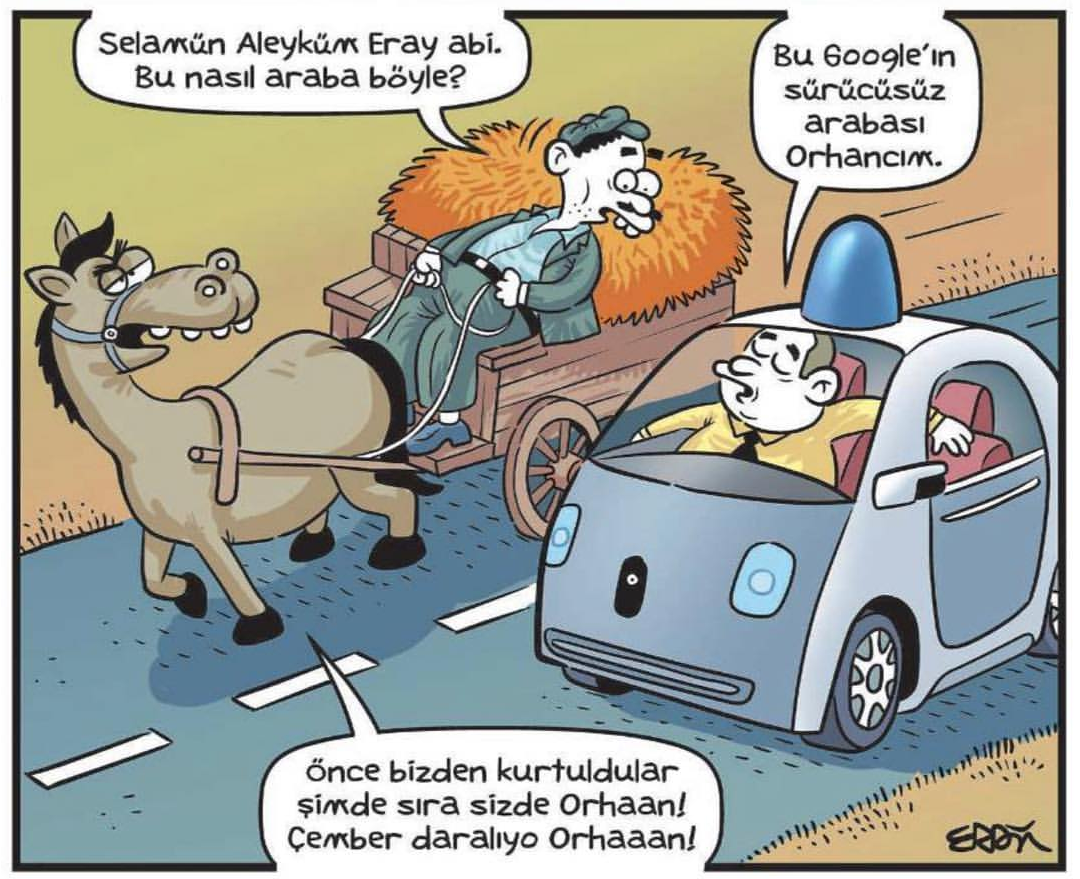 Selamün Aleyküm Eray abi.
Bu nasıl araba böyle?
Bu Google'ın
sürücüsüz
arabası
Orhancım.
Önce bizden kurtuldular
şimde sıra sizde Orhaan!
Çember daralıyo Orhaaan!